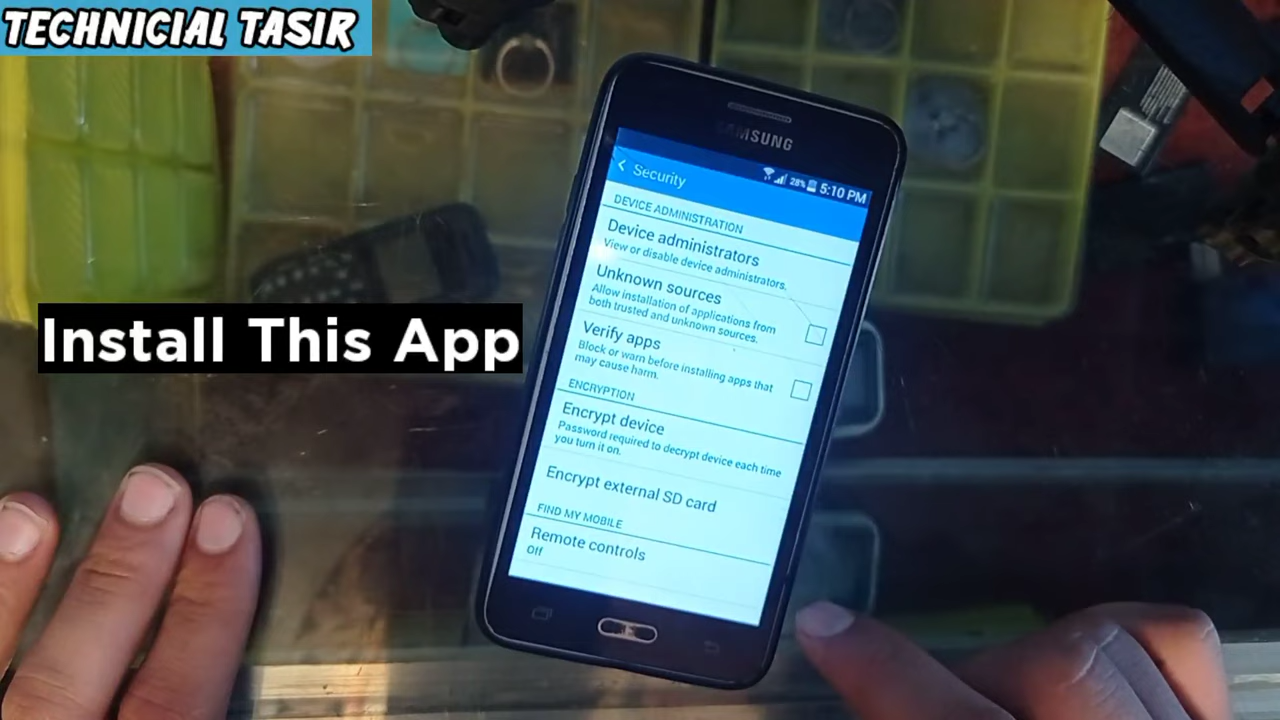 TECHNICIAL TASIR
SAMSUNG
28% 5:10 PM
Security
DEVICE ADMINISTRATION
Device administrators
View or disable device administrators.
Unknown sources
Allow installation of applications from
both trusted and unknown sources.
Install This App
Verify apps
Block or warn before installing apps that
may cause harm.
ENCRYPTION
Encrypt device
Password required to decrypt device each time
you turn it on.
Encrypt external SD card
FIND MY MOBILE
Remote controls
Off